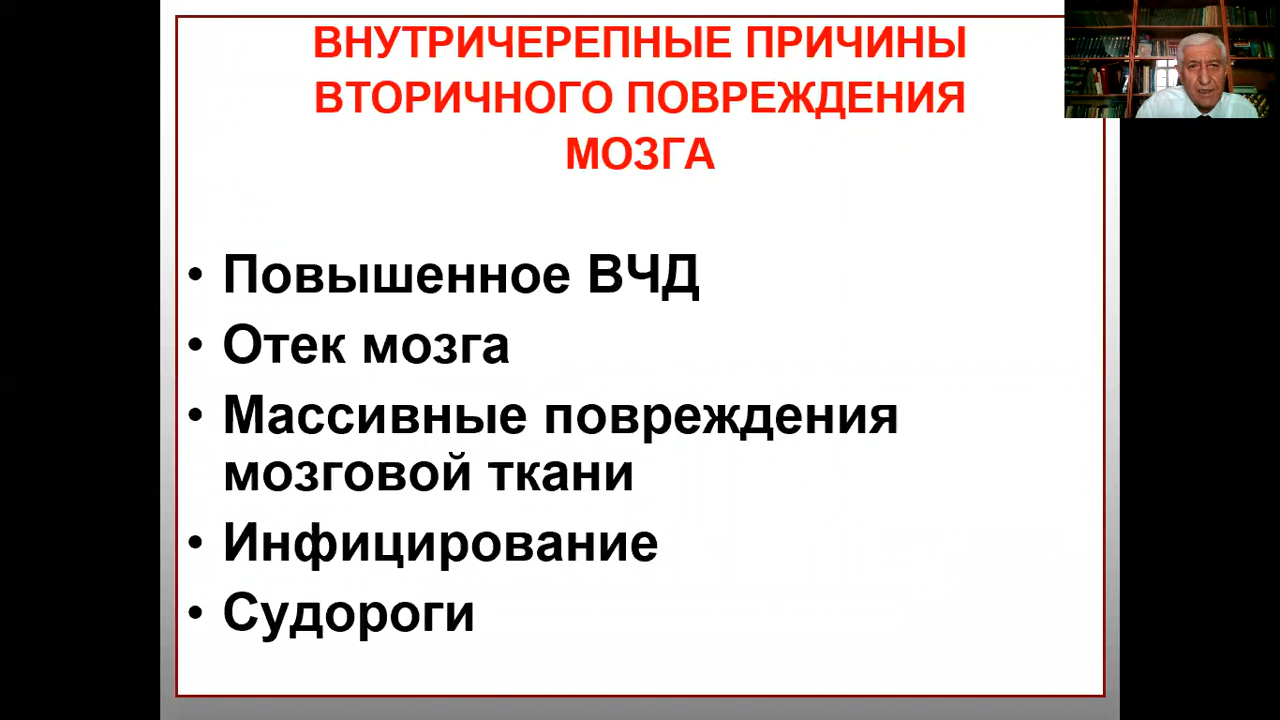 ВНУТРИЧЕРЕПНЫЕ ПРИЧИНЫ
ВТОРИЧНОГО ПОВРЕЖДЕНИЯ
МОЗГА
• Повышенное ВЧД
• Отек мозга
• Массивные повреждения
мозговой ткани
• Инфицирование
• Судороги